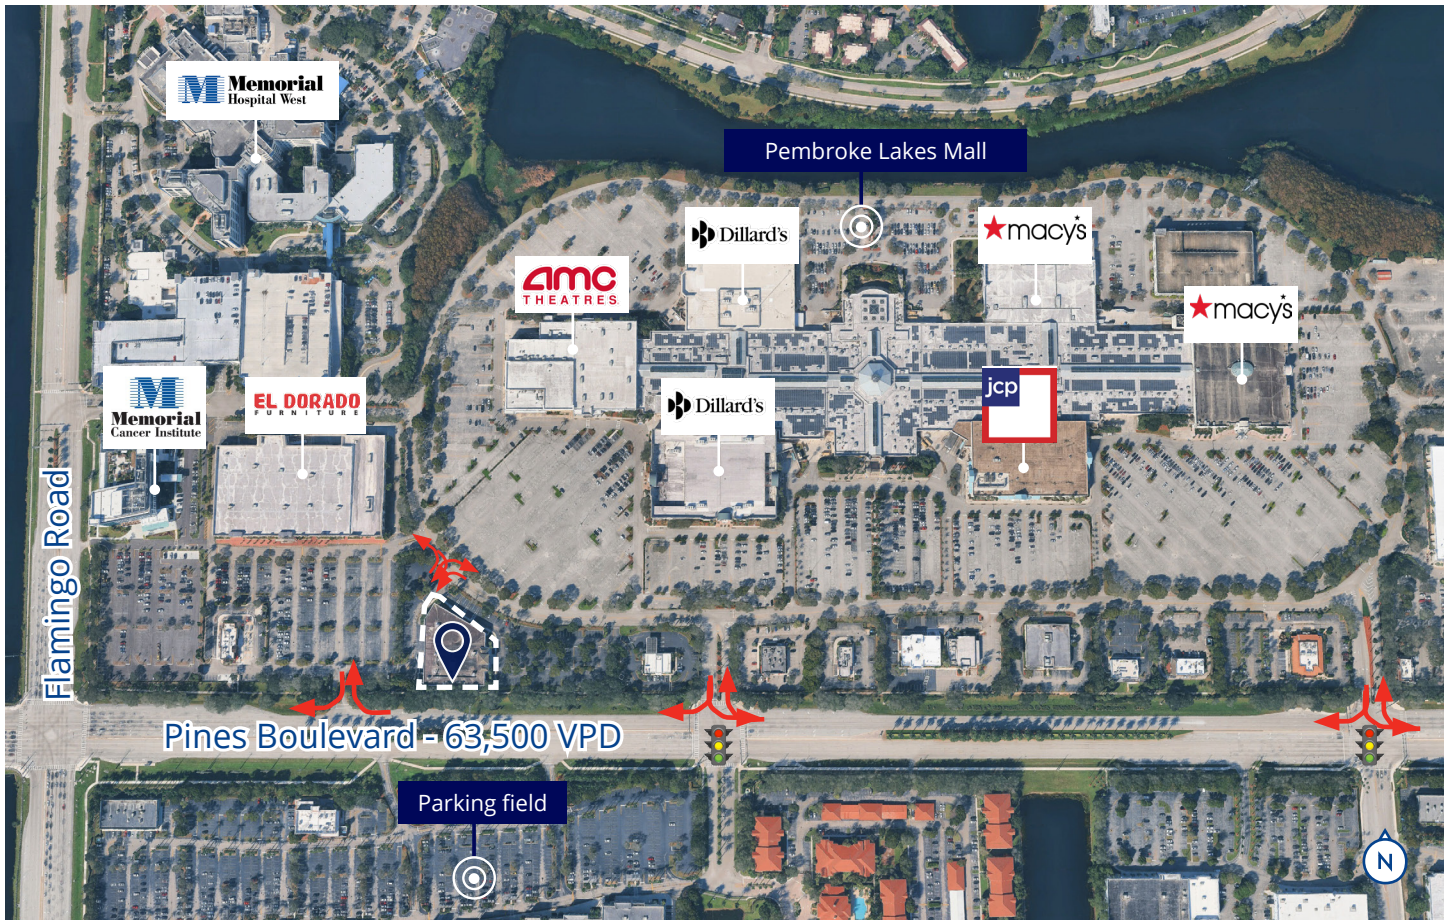 Memorial
Hospital West
Pembroke Lakes Mall
Dillard's
macy's
amc
THEATRES
macy's
Memorial
Cancer Institute
EL DORADO
FURNITURE
Dillard's
jcp
Flamingo Road
Pines Boulevard - 63,500 VPD
Parking field
N